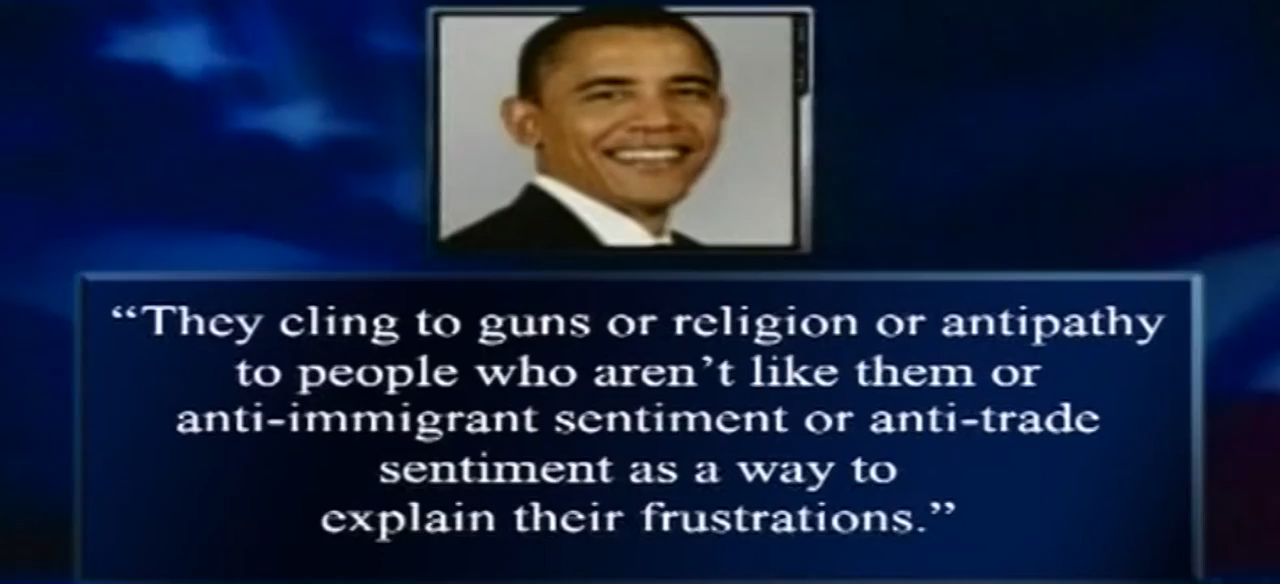 “They cling to guns or religion or antipathy
to people who aren’t like them or
anti-immigrant sentiment or anti-trade
sentiment as a way to
explain their frustrations.”